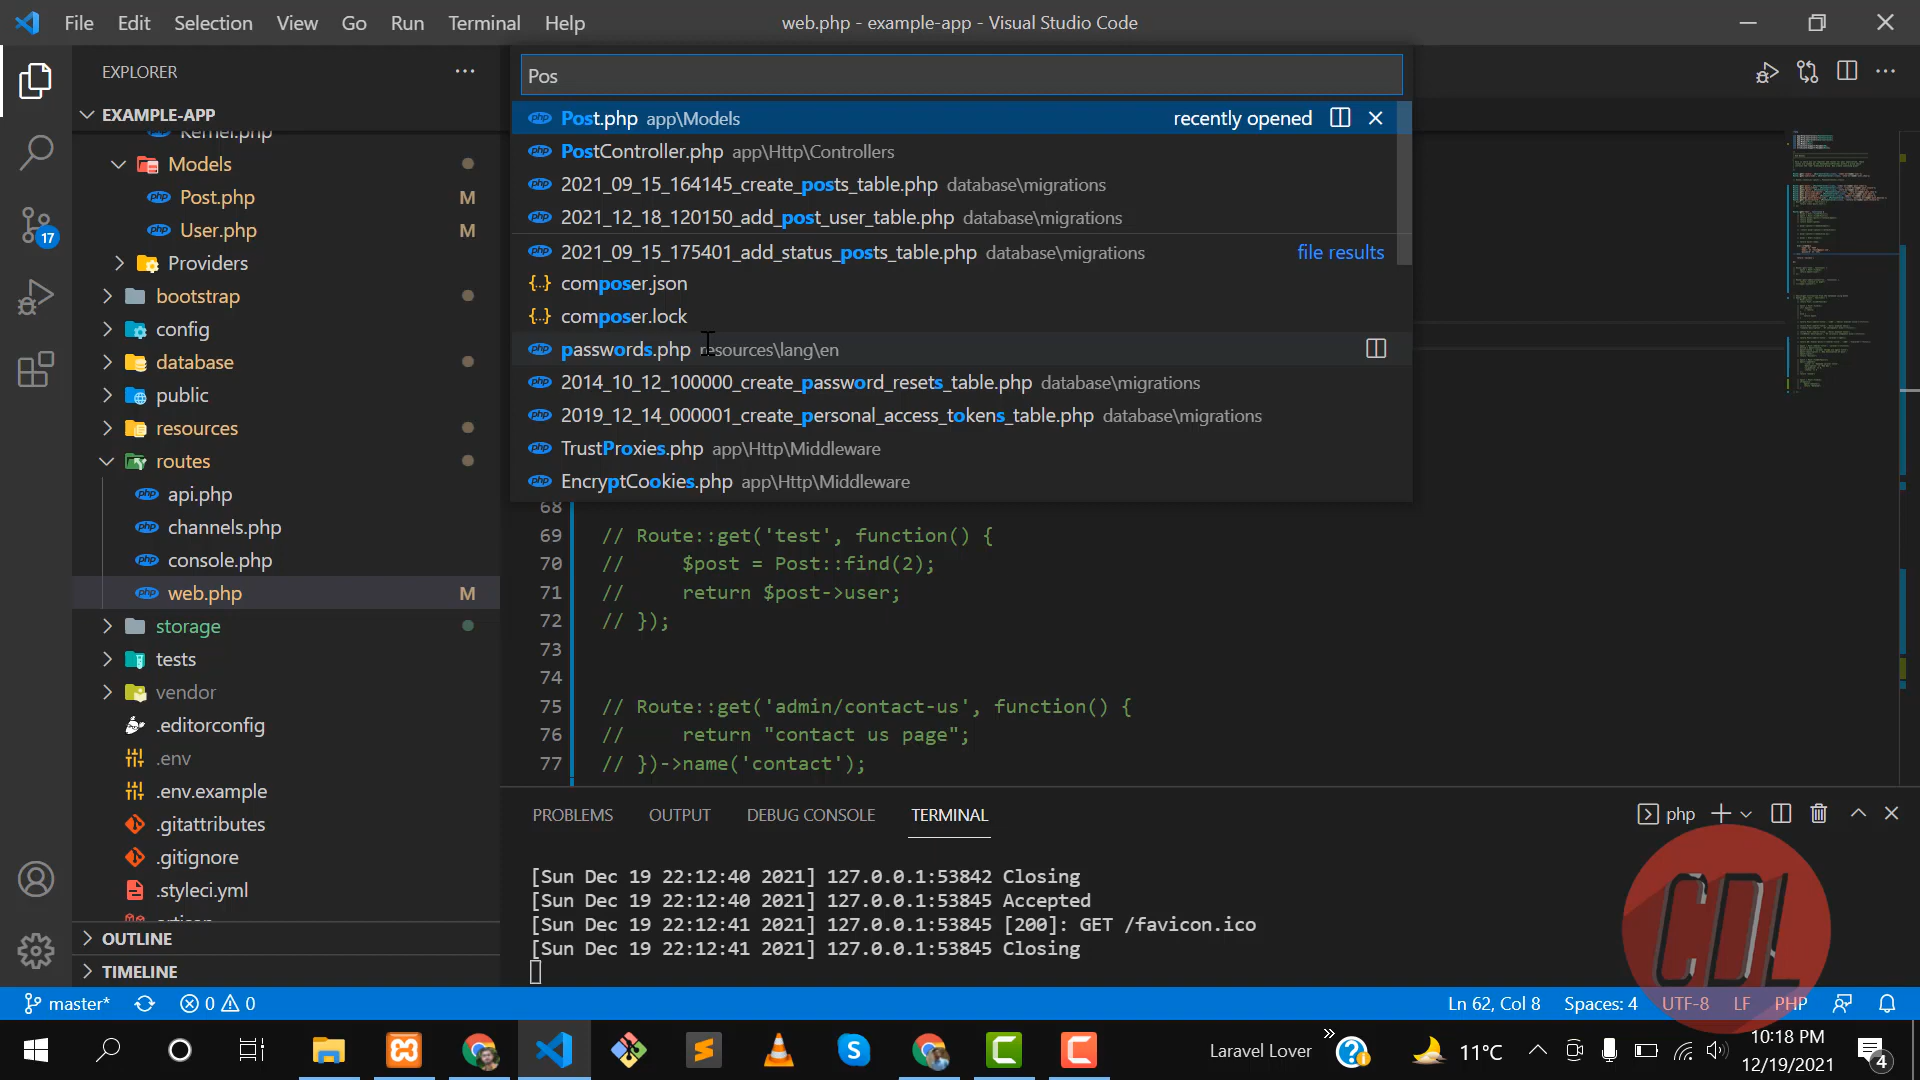 File Edit Selection View Go Run Terminal Help
web.php - example-app - Visual Studio Code
EXPLORER
EXAMPLE-APP
Kernel.php
Models
Post.php M
User.php M
Providers
bootstrap
config
database
public
resources
routes
api.php
channels.php
console.php
web.php M
storage
tests
vendor
.editorconfig
.env
.env.example
.gitattributes
.gitignore
.styleci.yml
artisan
OUTLINE
TIMELINE
17
Pos
Post.php app\Models recently opened
PostController.php app\Http\Controllers
2021_09_15_164145_create_posts_table.php database\migrations
2021_12_18_120150_add_post_user_table.php database\migrations
2021_09_15_175401_add_status_posts_table.php database\migrations file results
composer.json
composer.lock
passwords.php resources\lang\en
2014_10_12_100000_create_password_resets_table.php database\migrations
2019_12_14_000001_create_personal_access_tokens_table.php database\migrations
TrustProxies.php app\Http\Middleware
EncryptCookies.php app\Http\Middleware
68
69 // Route::get('test', function() {
70 //     $post = Post::find(2);
71 //     return $post->user;
72 // });
73
74
75 // Route::get('admin/contact-us', function() {
76 //     return "contact us page";
77 // })->name('contact');
PROBLEMS OUTPUT DEBUG CONSOLE TERMINAL
php
[Sun Dec 19 22:12:40 2021] 127.0.0.1:53842 Closing
[Sun Dec 19 22:12:40 2021] 127.0.0.1:53845 Accepted
[Sun Dec 19 22:12:41 2021] 127.0.0.1:53845 [200]: GET /favicon.ico
[Sun Dec 19 22:12:41 2021] 127.0.0.1:53845 Closing
CDL
master* 0 0
Ln 62, Col 8 Spaces: 4 UTF-8 LF PHP
Laravel Lover
11°C
10:18 PM
12/19/2021
4